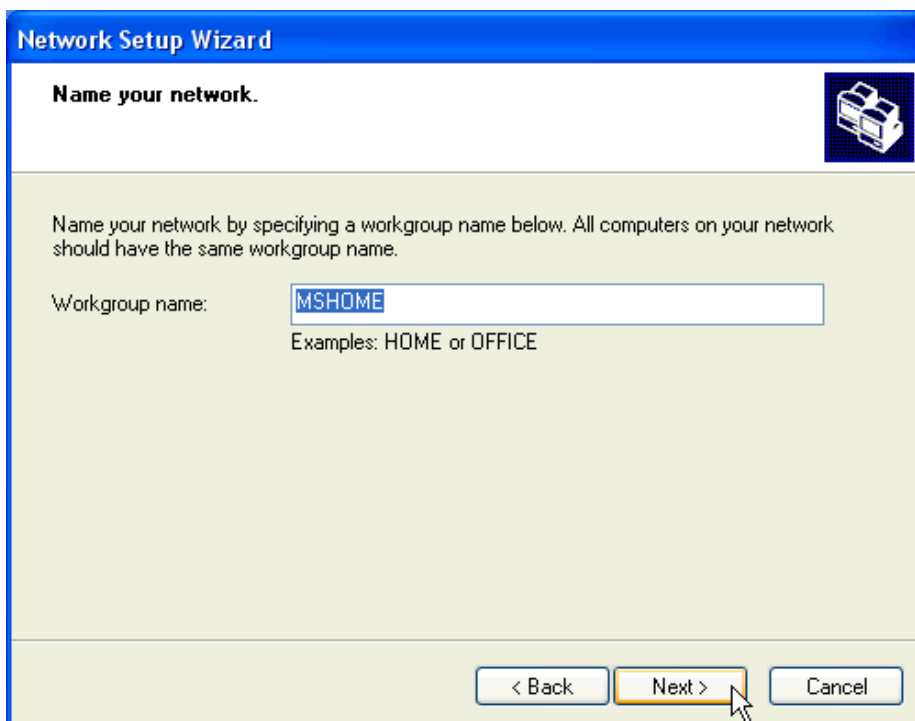 Network Setup Wizard
Name your network.
Name your network by specifying a workgroup name below. All computers on your network
should have the same workgroup name.
Workgroup name: MSHOME
Examples: HOME or OFFICE
< Back Next > Cancel